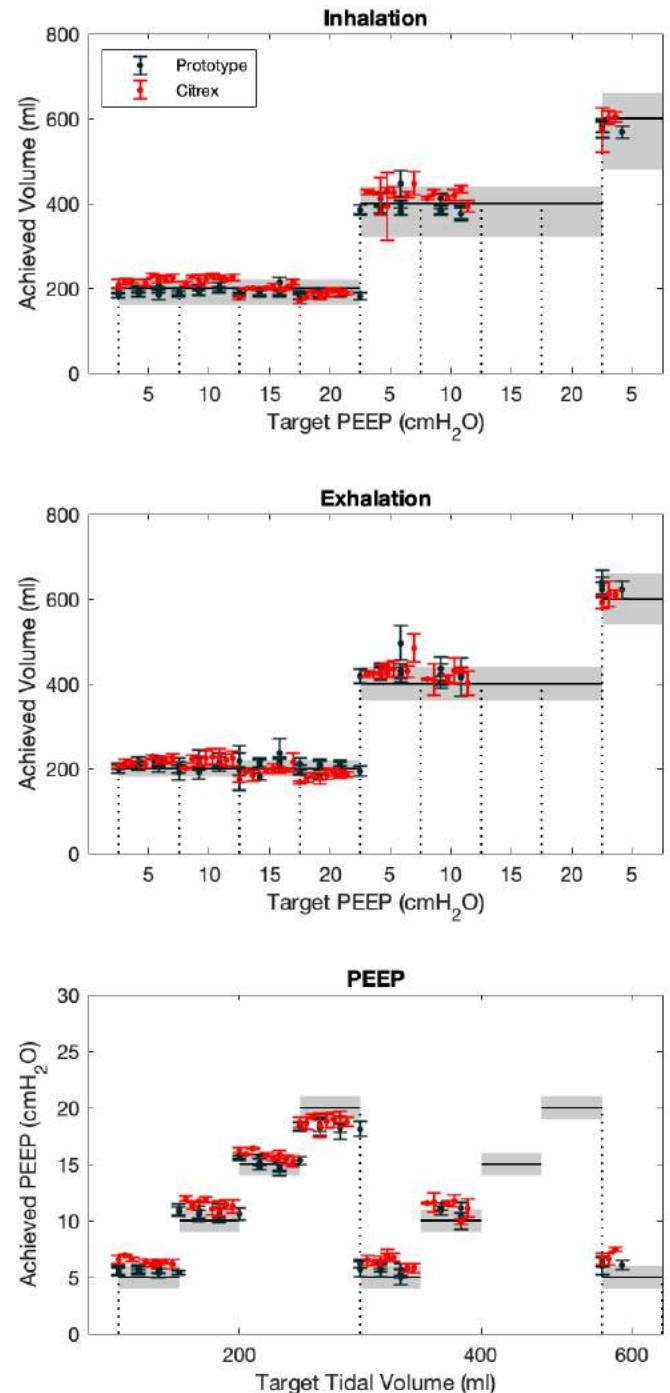 Inhalation
800
Prototype
Citrex
600
400
200
0
Achieved Volume (ml)
5 10 15 20 5 10 15 20 5
Target PEEP (cmH₂O)
Exhalation
800
600
400
200
0
Achieved Volume (ml)
5 10 15 20 5 10 15 20 5
Target PEEP (cmH₂O)
PEEP
30
25
20
15
10
5
0
Achieved PEEP (cmH₂O)
200 400 600
Target Tidal Volume (ml)